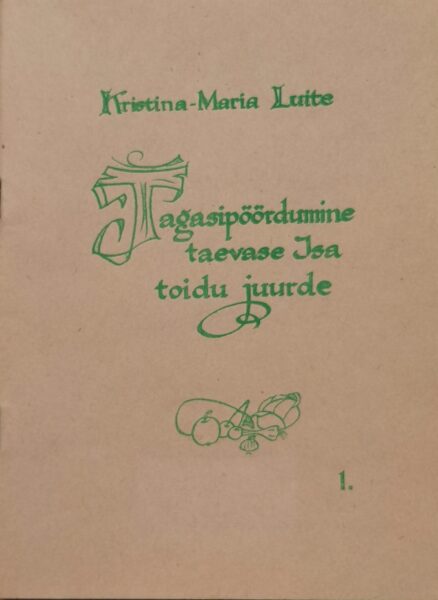 Kristina-Maria Luite
Tagasipöördumine
taevase Isa
toidu juurde
1.